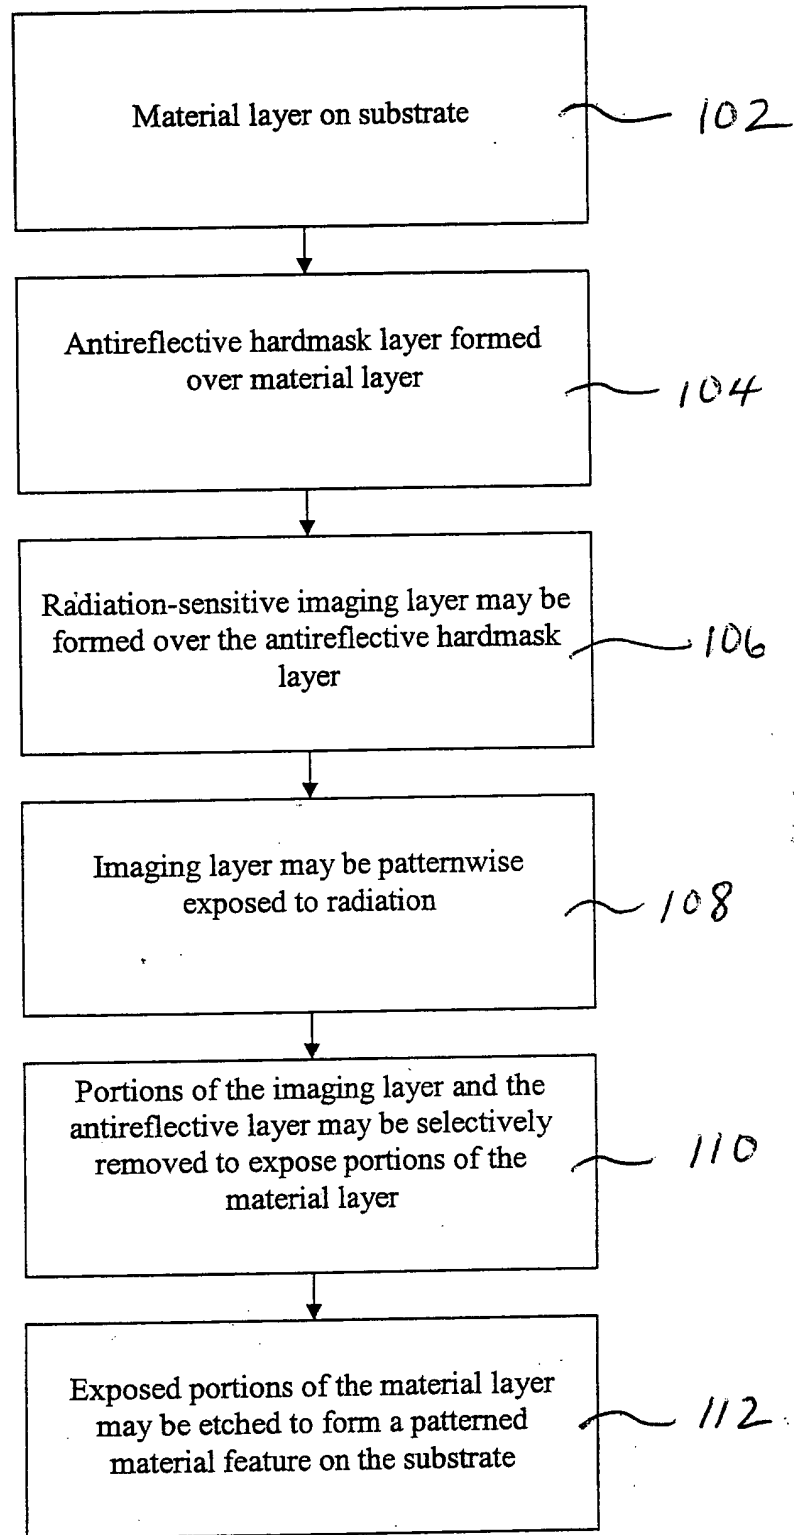 Material layer on substrate
102
Antireflective hardmask layer formed
over material layer
104
Radiation-sensitive imaging layer may be
formed over the antireflective hardmask
layer
106
Imaging layer may be patternwise
exposed to radiation
108
Portions of the imaging layer and the
antireflective layer may be selectively
removed to expose portions of the
material layer
110
Exposed portions of the material layer
may be etched to form a patterned
material feature on the substrate
112